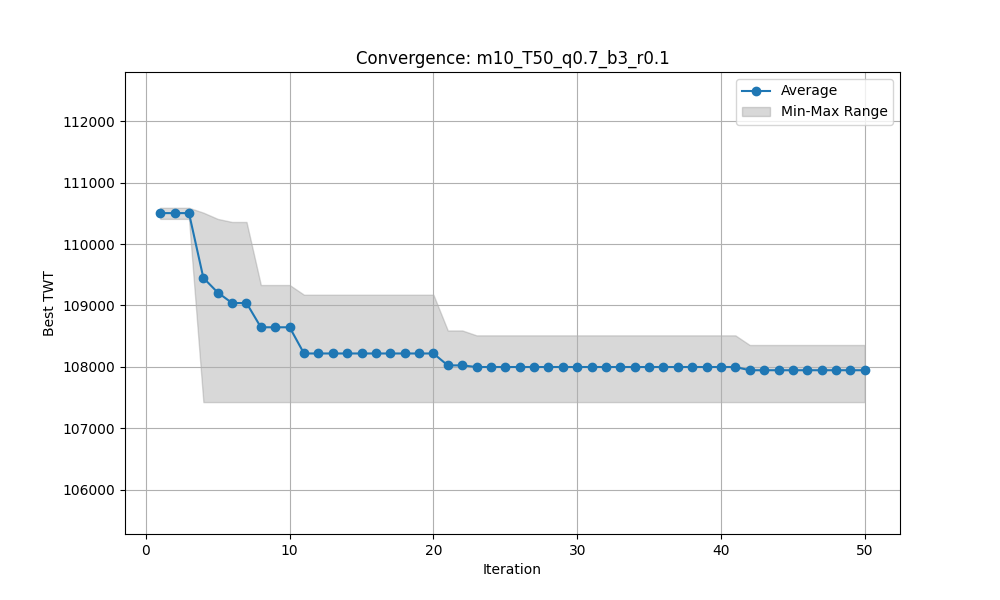 Convergence: m10_T50_q0.7_b3_r0.1
Average
Min-Max Range
Best TWT
112000
111000
110000
109000
108000
107000
106000
0 10 20 30 40 50
Iteration